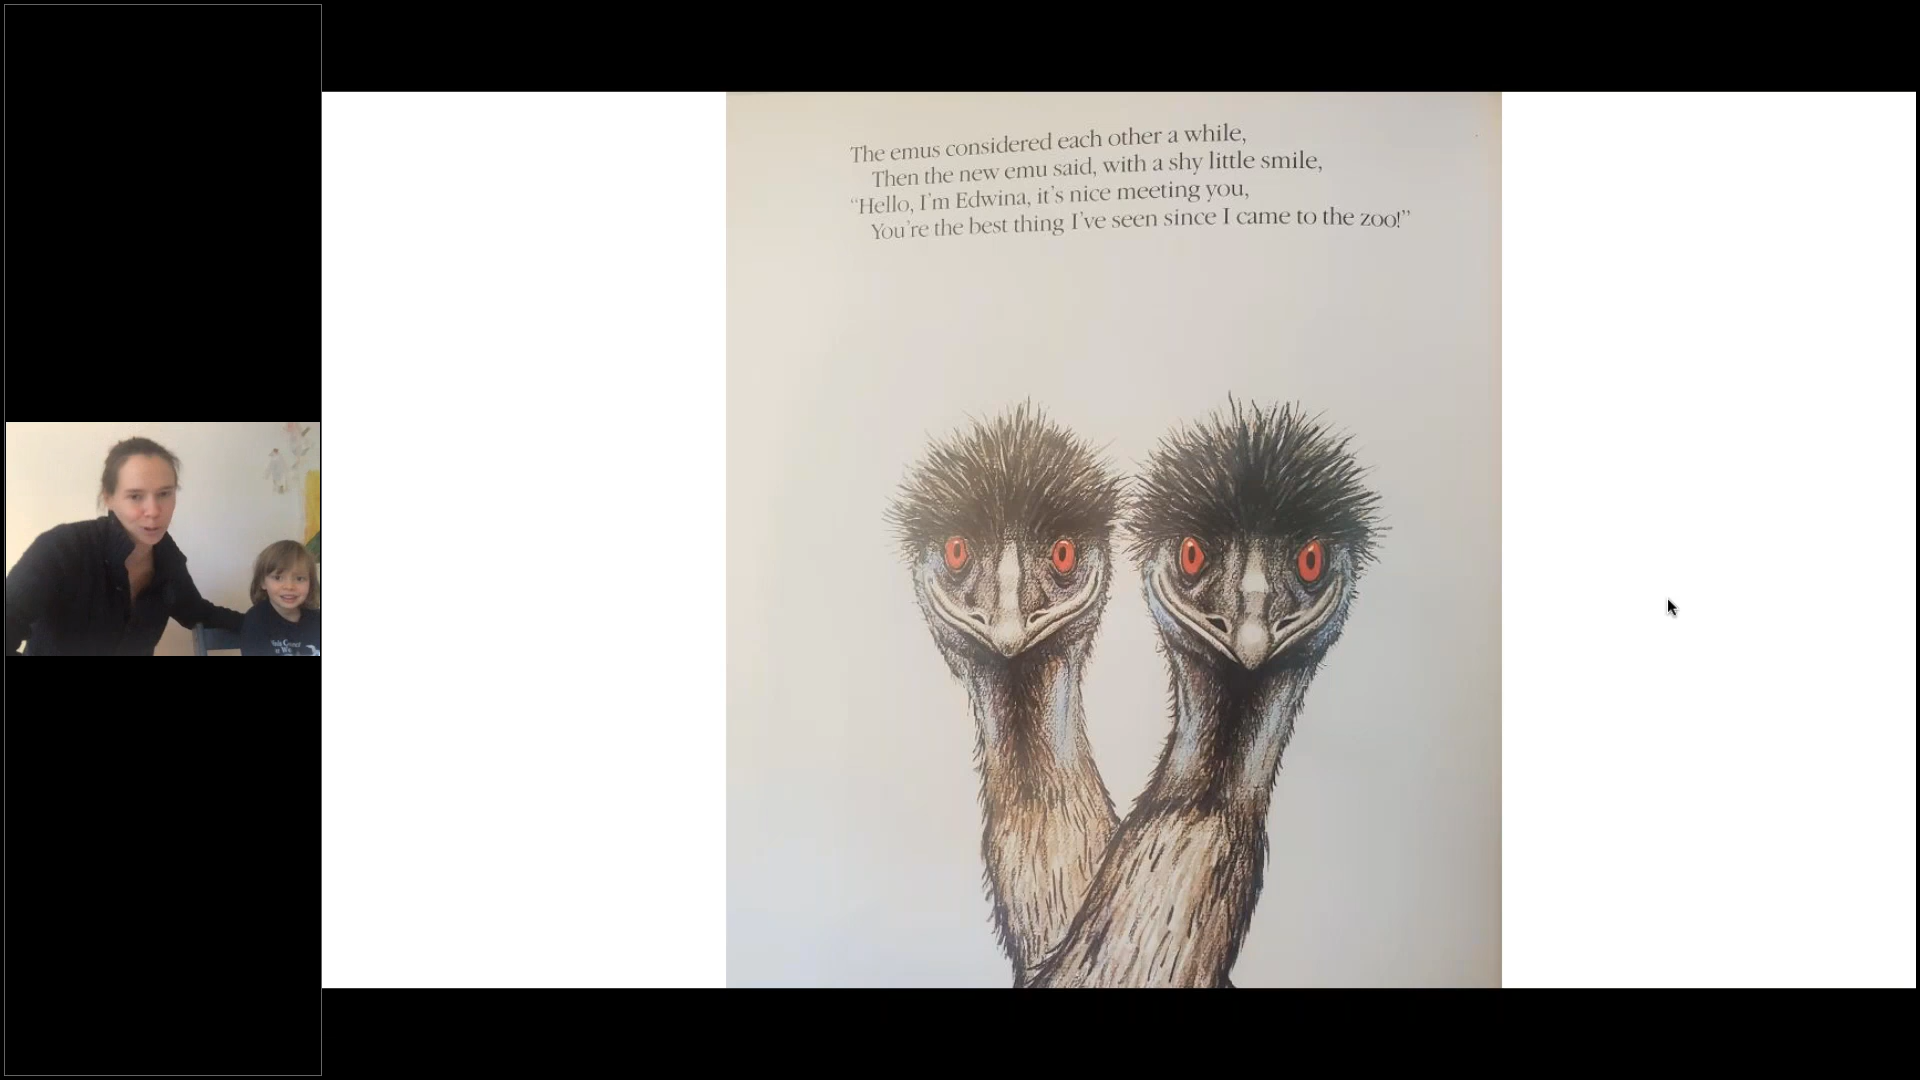 The emus considered each other a while,
Then the new emu said, with a shy little smile,
“Hello, I’m Edwina, it’s nice meeting you,
You’re the best thing I’ve seen since I came to the zoo!”